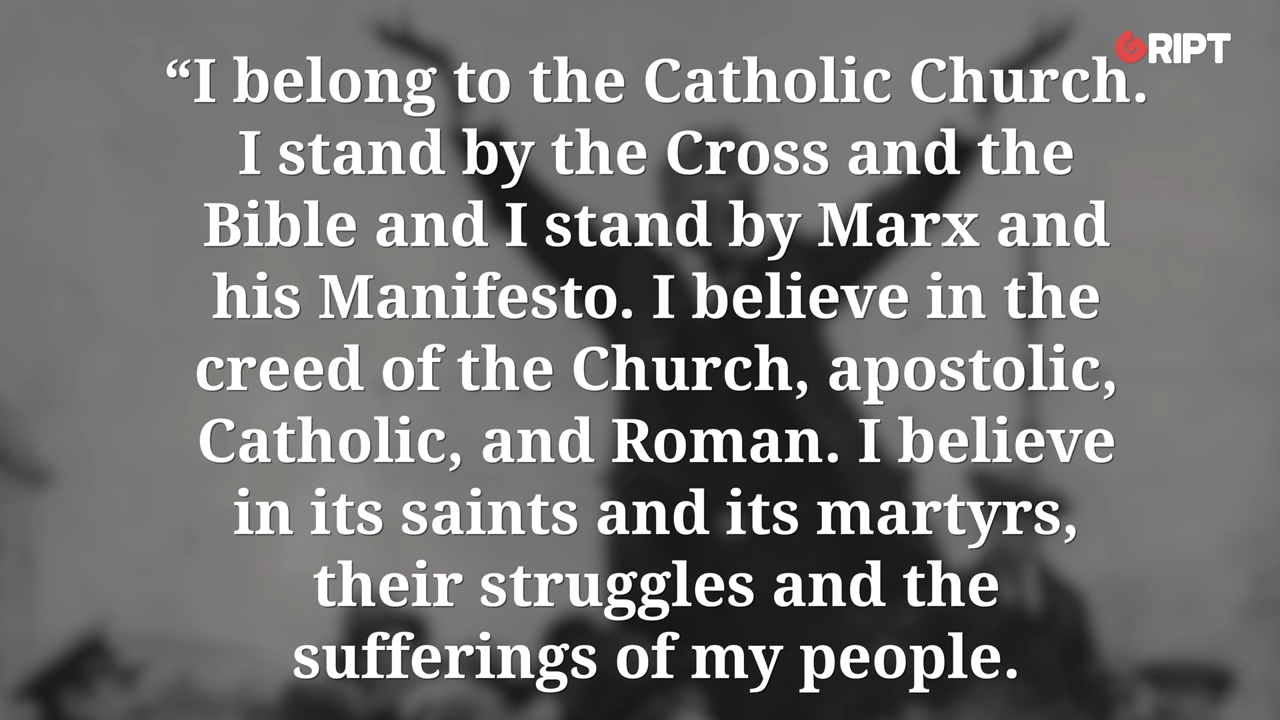 GRIPT
“I belong to the Catholic Church.
I stand by the Cross and the
Bible and I stand by Marx and
his Manifesto. I believe in the
creed of the Church, apostolic,
Catholic, and Roman. I believe
in its saints and its martyrs,
their struggles and the
sufferings of my people.